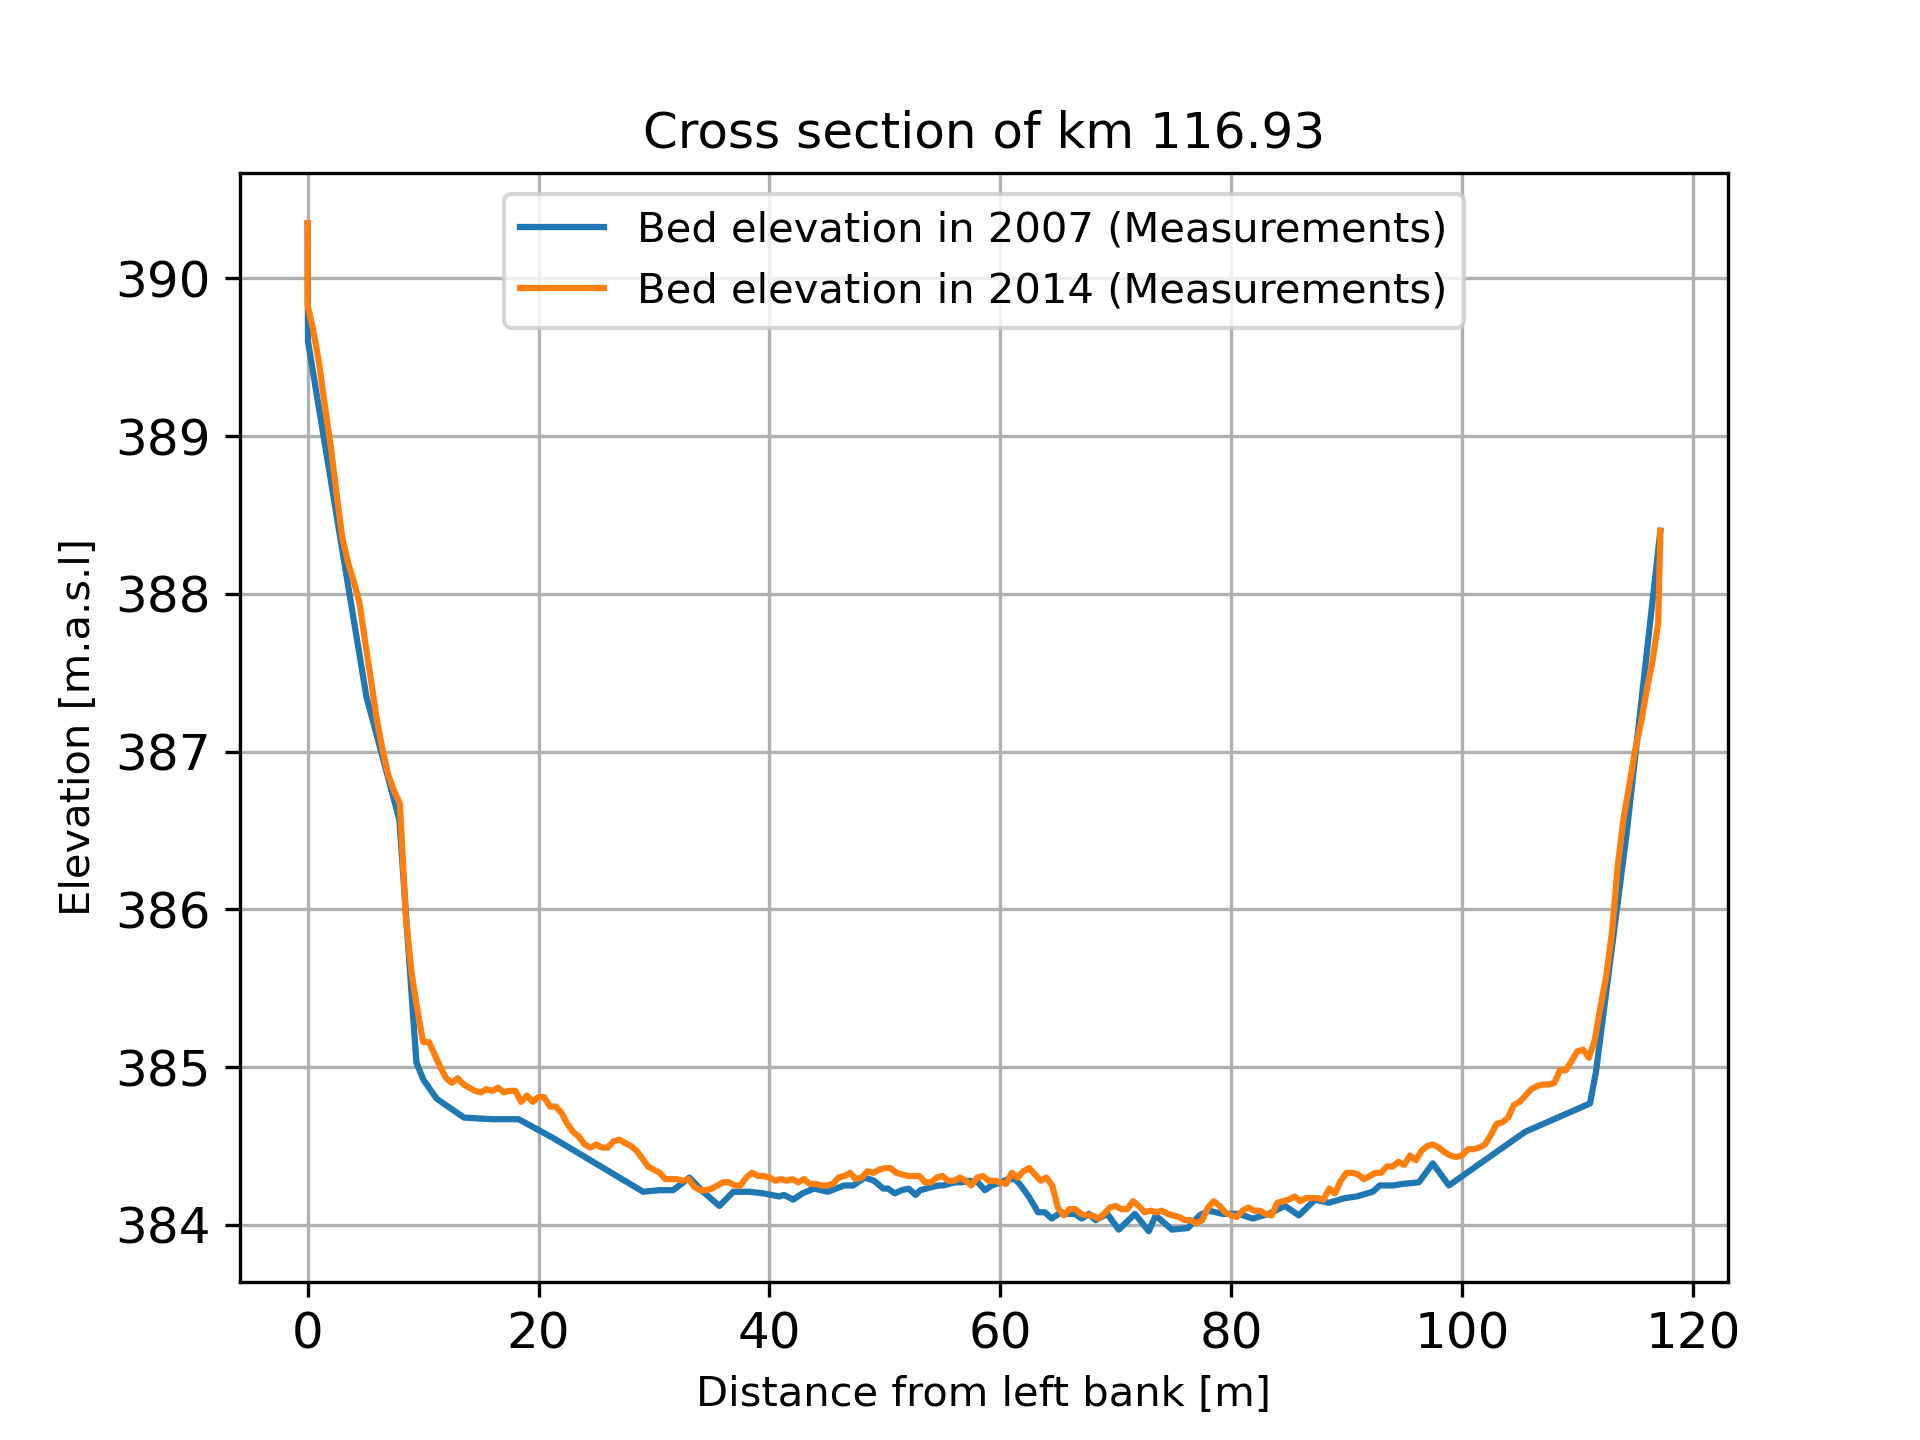 Cross section of km 116.93
Bed elevation in 2007 (Measurements)
Bed elevation in 2014 (Measurements)
Elevation [m.a.s.l]
390
389
388
387
386
385
384
0 20 40 60 80 100 120
Distance from left bank [m]